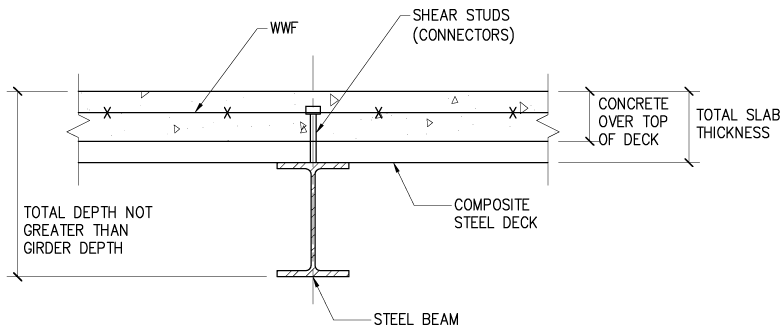 SHEAR STUDS
(CONNECTORS)
WWF
CONCRETE
OVER TOP
OF DECK
TOTAL SLAB
THICKNESS
TOTAL DEPTH NOT
GREATER THAN
GIRDER DEPTH
COMPOSITE
STEEL DECK
STEEL BEAM